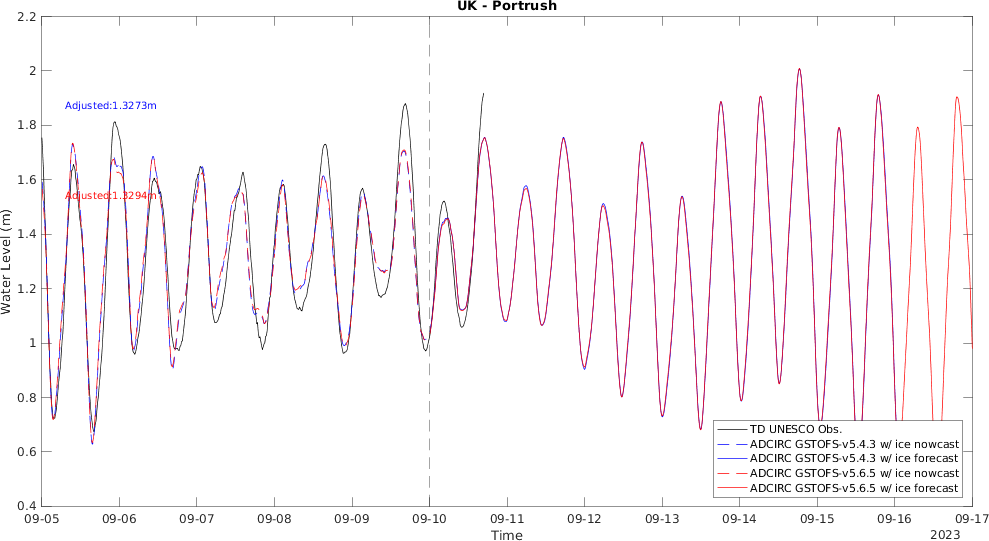 UK - Portrush
2.2
2
1.8
1.6
1.4
1.2
1
0.8
0.6
0.4
Water Level (m)
Adjusted:1.3273m
Adjusted:1.3294m
TD UNESCO Obs.
ADCIRC GSTOFS-v5.4.3 w/ ice nowcast
ADCIRC GSTOFS-v5.4.3 w/ ice forecast
ADCIRC GSTOFS-v5.6.5 w/ ice nowcast
ADCIRC GSTOFS-v5.6.5 w/ ice forecast
09-05 09-06 09-07 09-08 09-09 09-10 09-11 09-12 09-13 09-14 09-15 09-16 09-17
Time
2023